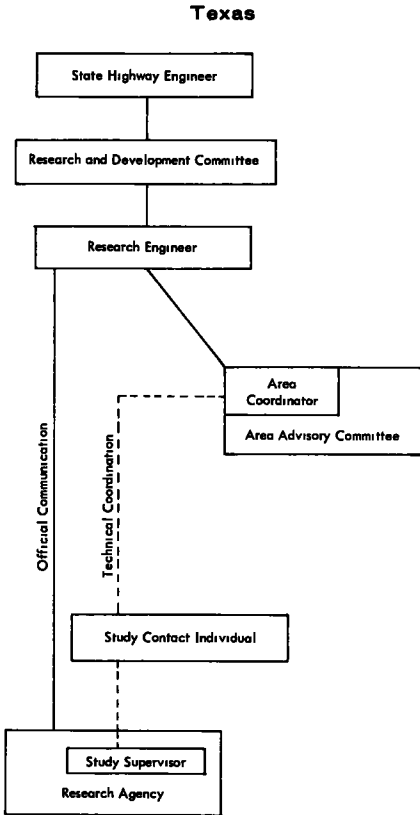 Texas
State Highway Engineer
Research and Development Committee
Research Engineer
Area
Coordinator
Area Advisory Committee
Official Communication
Technical Coordination
Study Contact Individual
Study Supervisor
Research Agency